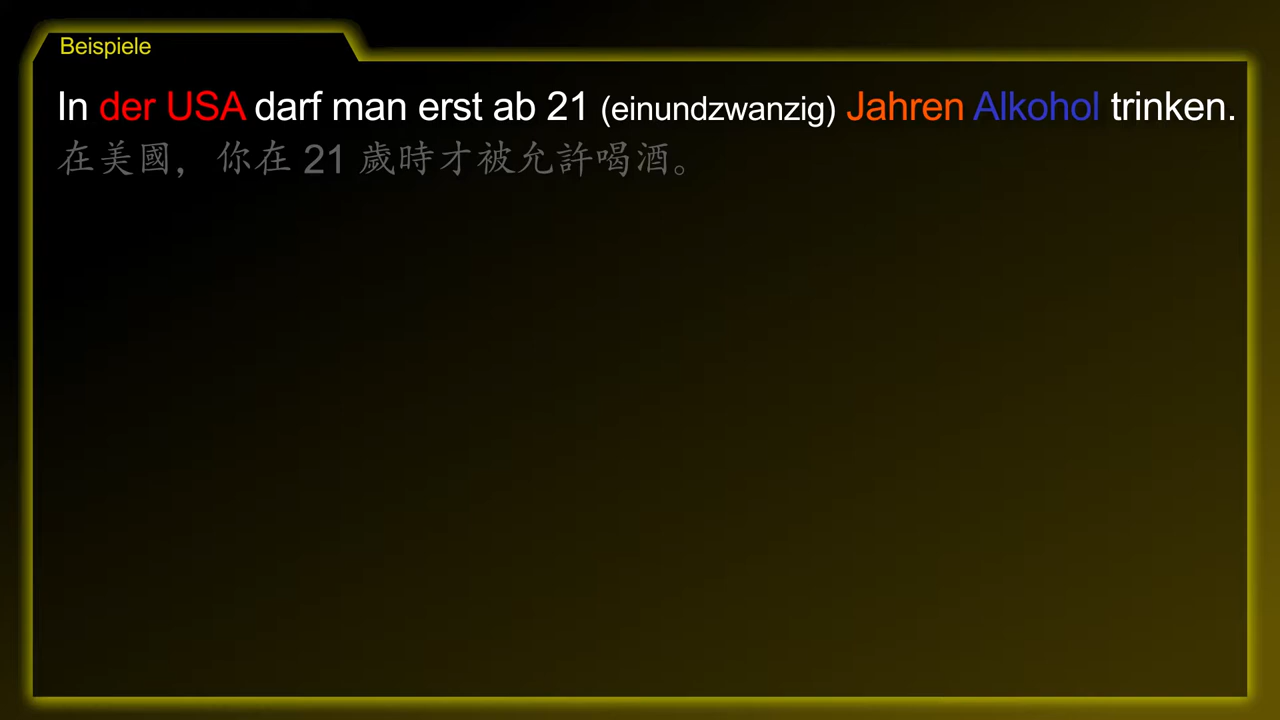 Beispiele
In der USA darf man erst ab 21 (einundzwanzig) Jahren Alkohol trinken.
在美國，你在 21 歲時才被允許喝酒。